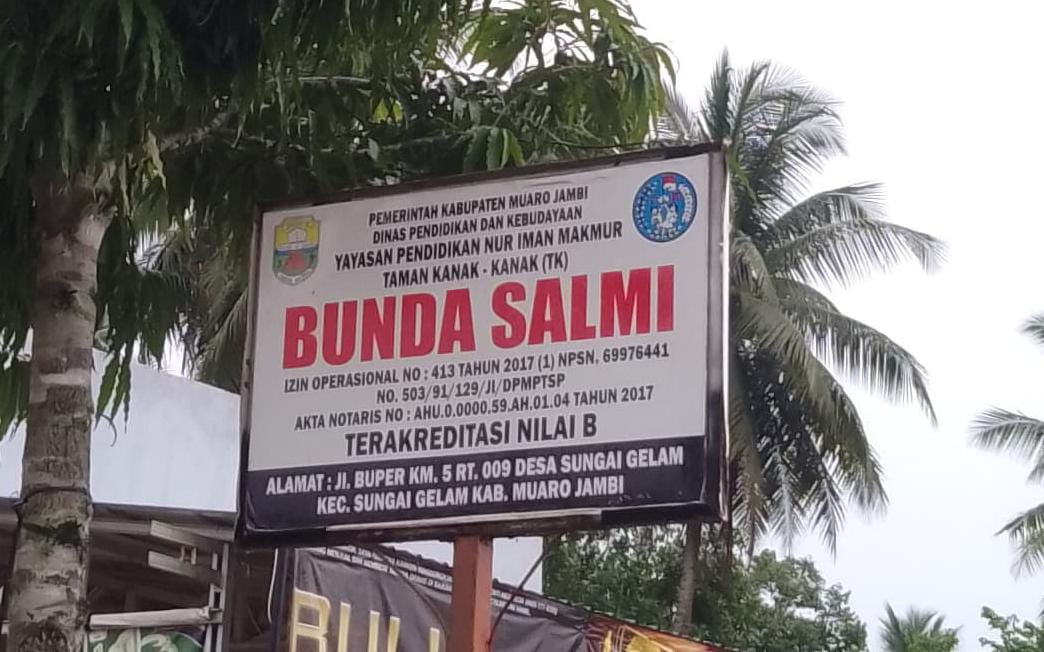 PEMERINTAH KABUPATEN MUARO JAMBI
DINAS PENDIDIKAN DAN KEBUDAYAAN
YAYASAN PENDIDIKAN NUR IMAN MAKMUR
TAMAN KANAK - KANAK (TK)
BUNDA SALMI
IZIN OPERASIONAL NO : 413 TAHUN 2017 (1) NPSN. 69976441
NO. 503/91/129/JI/DPMPTSP
AKTA NOTARIS NO : AHU.0.0000.59.AH.01.04 TAHUN 2017
TERAKREDITASI NILAI B
ALAMAT : Jl. BUPER KM. 5 RT. 009 DESA SUNGAI GELAM
KEC. SUNGAI GELAM KAB. MUARO JAMBI